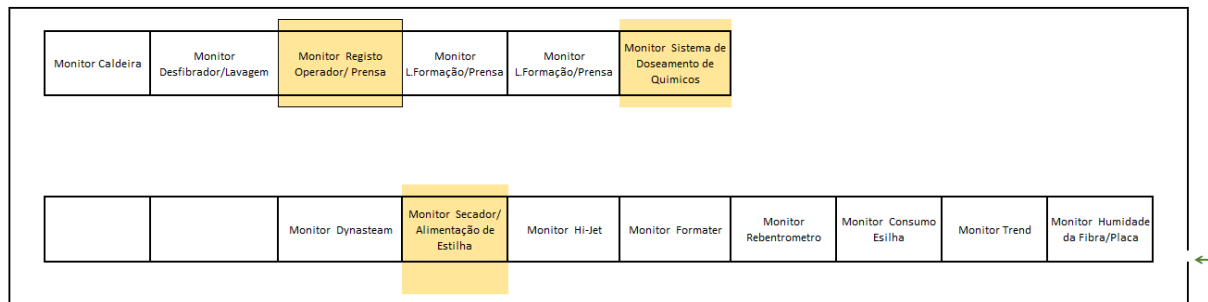 Monitor Caldeira
Monitor
Desfibrador/Lavagem
Monitor Registo
Operador/ Prensa
Monitor
L.Formação/Prensa
Monitor
L.Formação/Prensa
Monitor Sistema de
Doseamento de
Quimicos
Monitor Dynasteam
Monitor Secador/
Alimentação de
Estilha
Monitor Hi-Jet
Monitor Formater
Monitor
Rebentrometro
Monitor Consumo
Esilha
Monitor Trend
Monitor Humidade
da Fibra/Placa